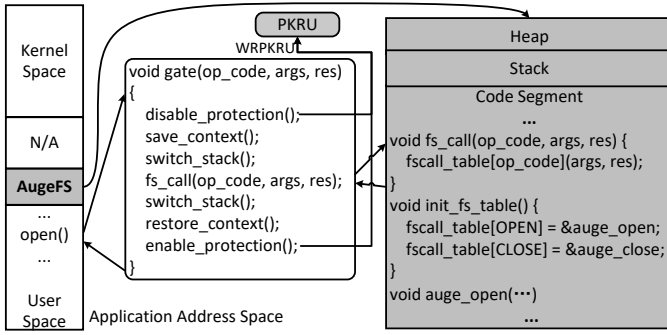 Kernel
Space
N/A
AugeFS
...
open()
...
User
Space
Application Address Space
PKRU
WRPKRU
void gate(op_code, args, res)
{
disable_protection();
save_context();
switch_stack();
fs_call(op_code, args, res);
switch_stack();
restore_context();
enable_protection();
}
Heap
Stack
Code Segment
...
void fs_call(op_code, args, res) {
fscall_table[op_code](args, res);
}
void init_fs_table() {
fscall_table[OPEN] = &auge_open;
fscall_table[CLOSE] = &auge_close;
}
void auge_open(···)
...